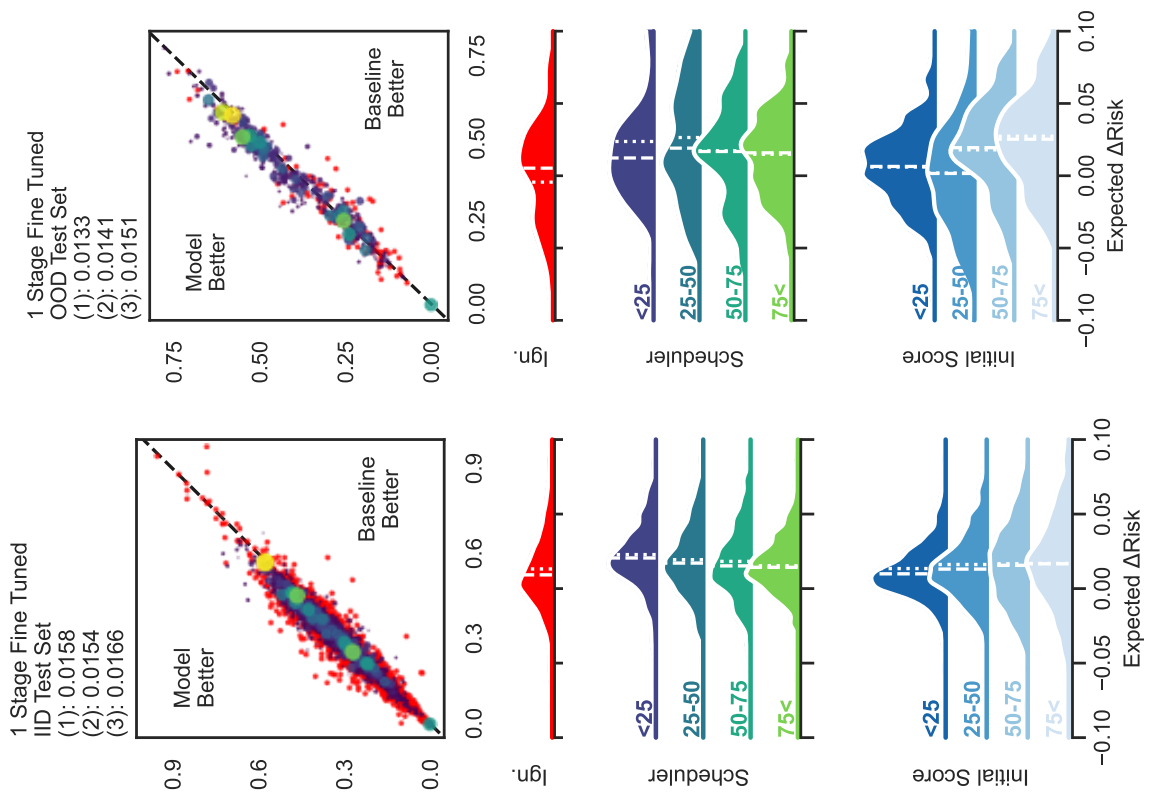 1 Stage Fine Tuned
IID Test Set
(1): 0.0158
(2): 0.0154
(3): 0.0166
0.9
0.6
0.3
0.0
Model
Better
Baseline
Better
0.0 0.3 0.6 0.9
Ign.
Scheduler
<25
25-50
50-75
75<
Initial Score
<25
25-50
50-75
75<
−0.10 −0.05 0.00 0.05 0.10
Expected ΔRisk
1 Stage Fine Tuned
OOD Test Set
(1): 0.0133
(2): 0.0141
(3): 0.0151
0.75
0.50
0.25
0.00
Model
Better
Baseline
Better
0.00 0.25 0.50 0.75
Ign.
Scheduler
<25
25-50
50-75
75<
Initial Score
<25
25-50
50-75
75<
−0.10 −0.05 0.00 0.05 0.10
Expected ΔRisk